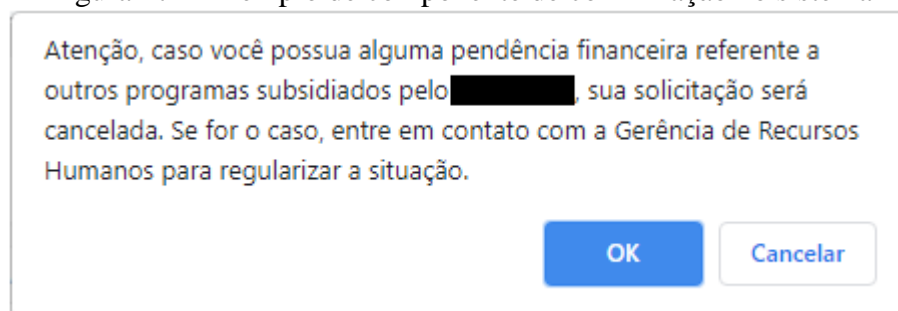 Atenção, caso você possua alguma pendência financeira referente a
outros programas subsidiados pelo , sua solicitação será
cancelada. Se for o caso, entre em contato com a Gerência de Recursos
Humanos para regularizar a situação.
OK Cancelar